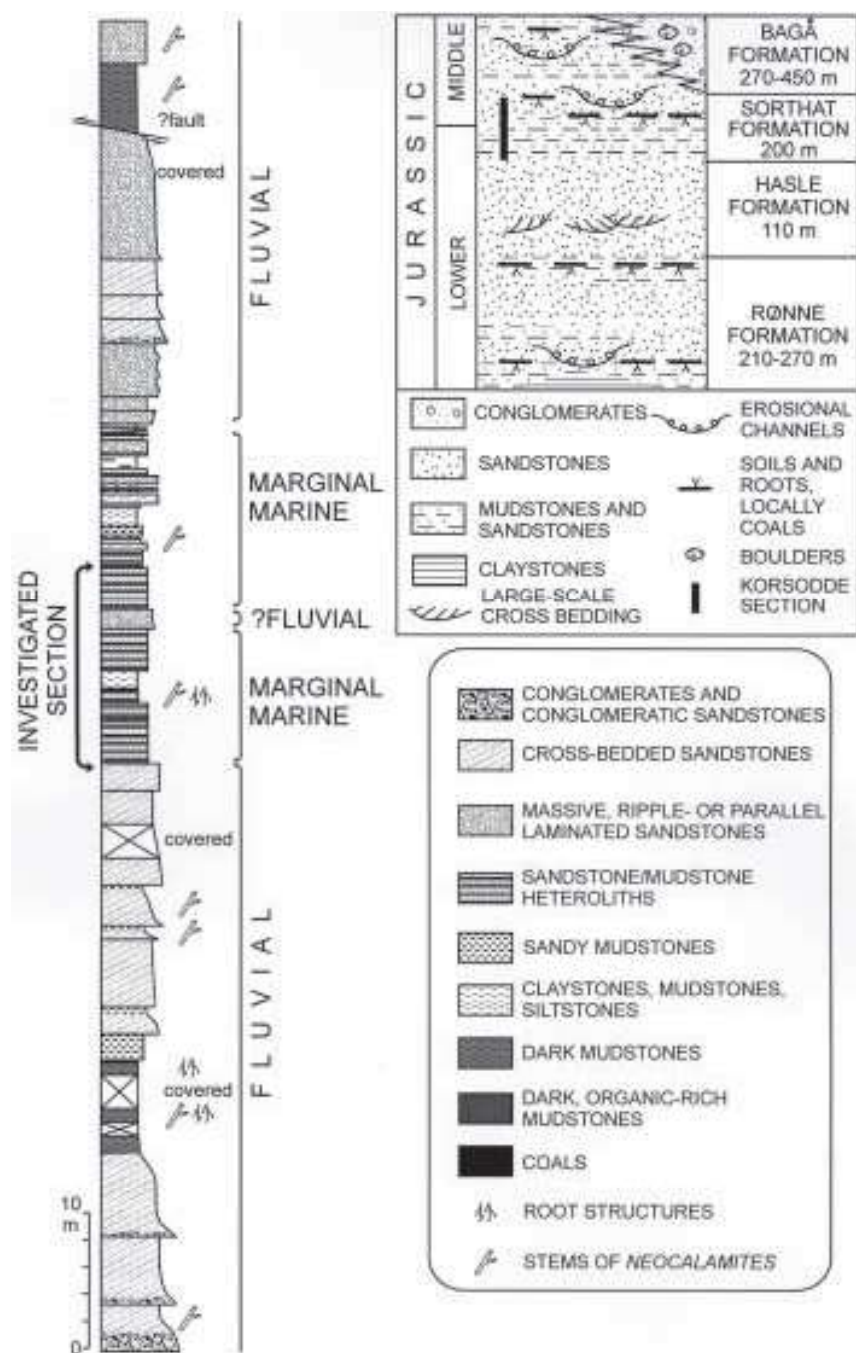 ?fault
covered
FLUVIAL
MARGINAL
MARINE
?FLUVIAL
MARGINAL
MARINE
INVESTIGATED
SECTION
covered
FLUVIAL
covered
10
m
0
JURASSIC
MIDDLE
LOWER
BAGÅ
FORMATION
270-450 m
SORTHAT
FORMATION
200 m
HASLE
FORMATION
110 m
RØNNE
FORMATION
210-270 m
CONGLOMERATES
SANDSTONES
MUDSTONES AND
SANDSTONES
CLAYSTONES
LARGE-SCALE
CROSS BEDDING
EROSIONAL
CHANNELS
SOILS AND
ROOTS,
LOCALLY
COALS
BOULDERS
KORSODDE
SECTION
CONGLOMERATES AND
CONGLOMERATIC SANDSTONES
CROSS-BEDDED SANDSTONES
MASSIVE, RIPPLE- OR PARALLEL
LAMINATED SANDSTONES
SANDSTONE/MUDSTONE
HETEROLITHS
SANDY MUDSTONES
CLAYSTONES, MUDSTONES,
SILTSTONES
DARK MUDSTONES
DARK, ORGANIC-RICH
MUDSTONES
COALS
ROOT STRUCTURES
STEMS OF NEOCALAMITES